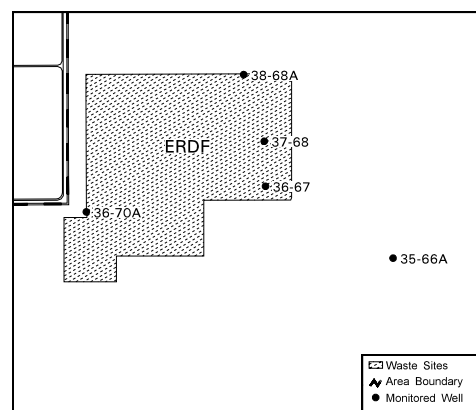 38-68A
37-68
ERDF
36-67
36-70A
35-66A
Waste Sites
Area Boundary
Monitored Well